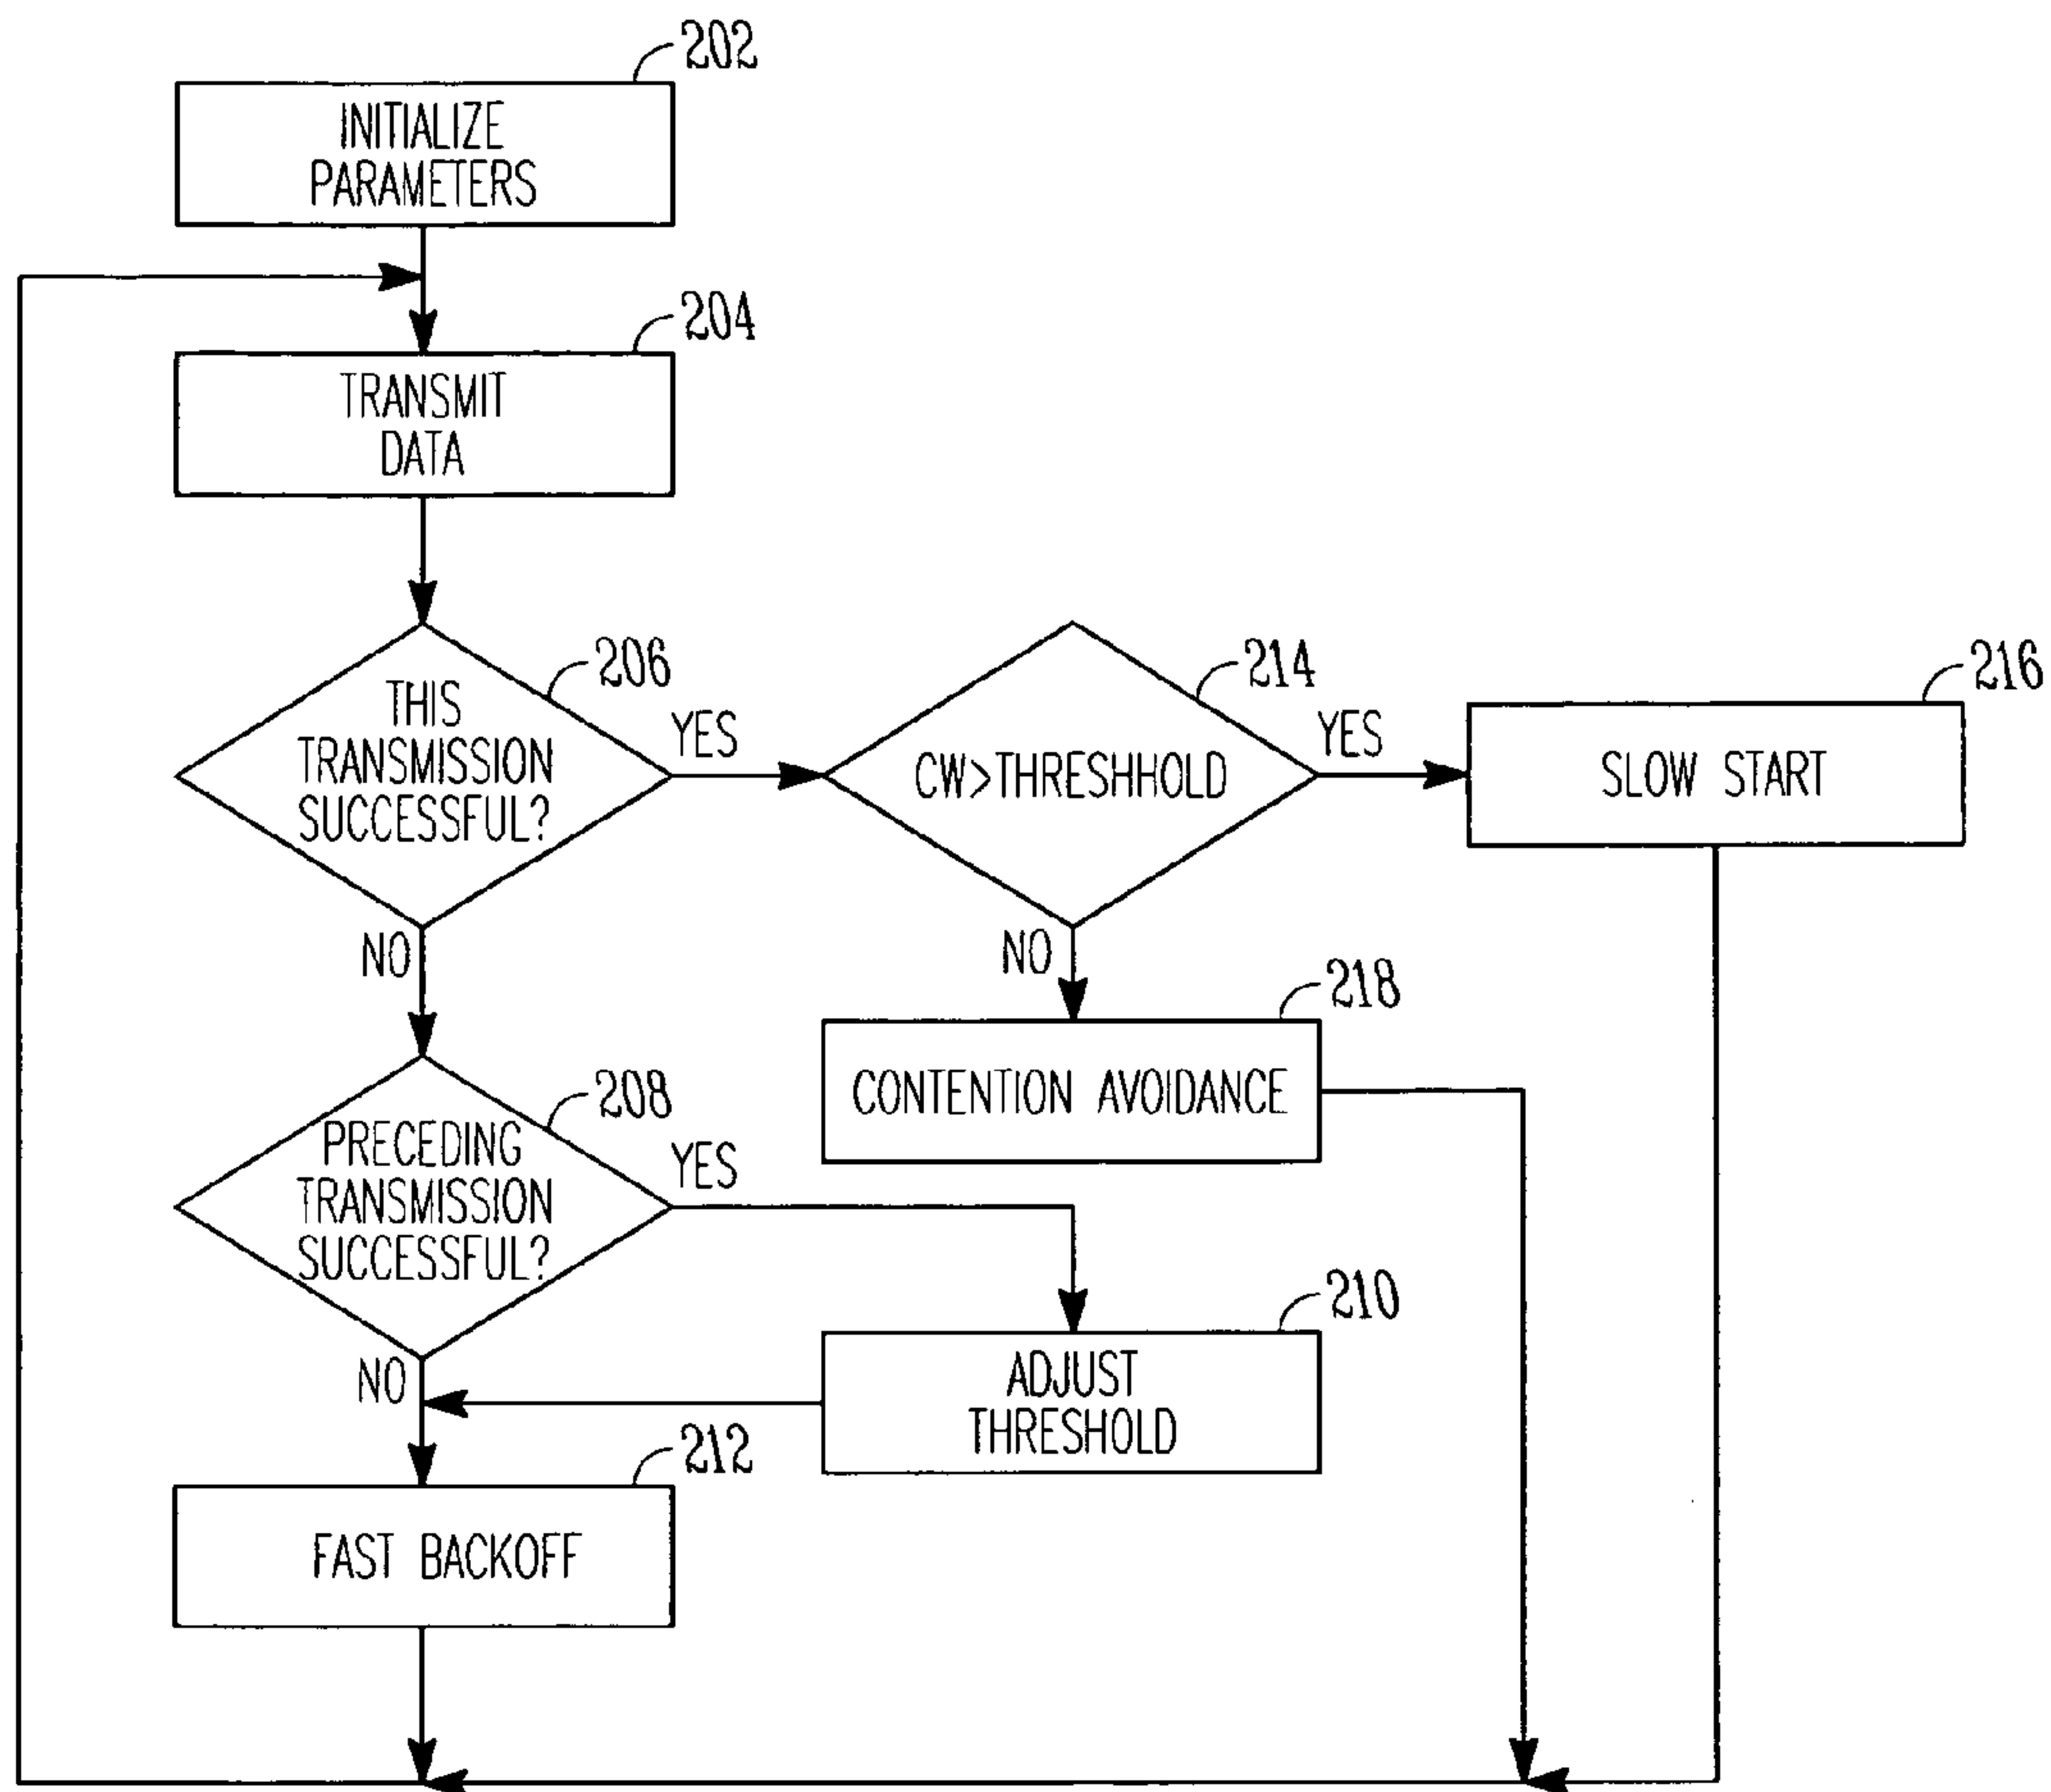 202
INITIALIZE
PARAMETERS
204
TRANSMIT
DATA
206
THIS
TRANSMISSION
SUCCESSFUL?
YES
NO
214
CW>THRESHHOLD
YES
NO
216
SLOW START
218
CONTENTION AVOIDANCE
208
PRECEDING
TRANSMISSION
SUCCESSFUL?
YES
NO
210
ADJUST
THRESHOLD
212
FAST BACKOFF